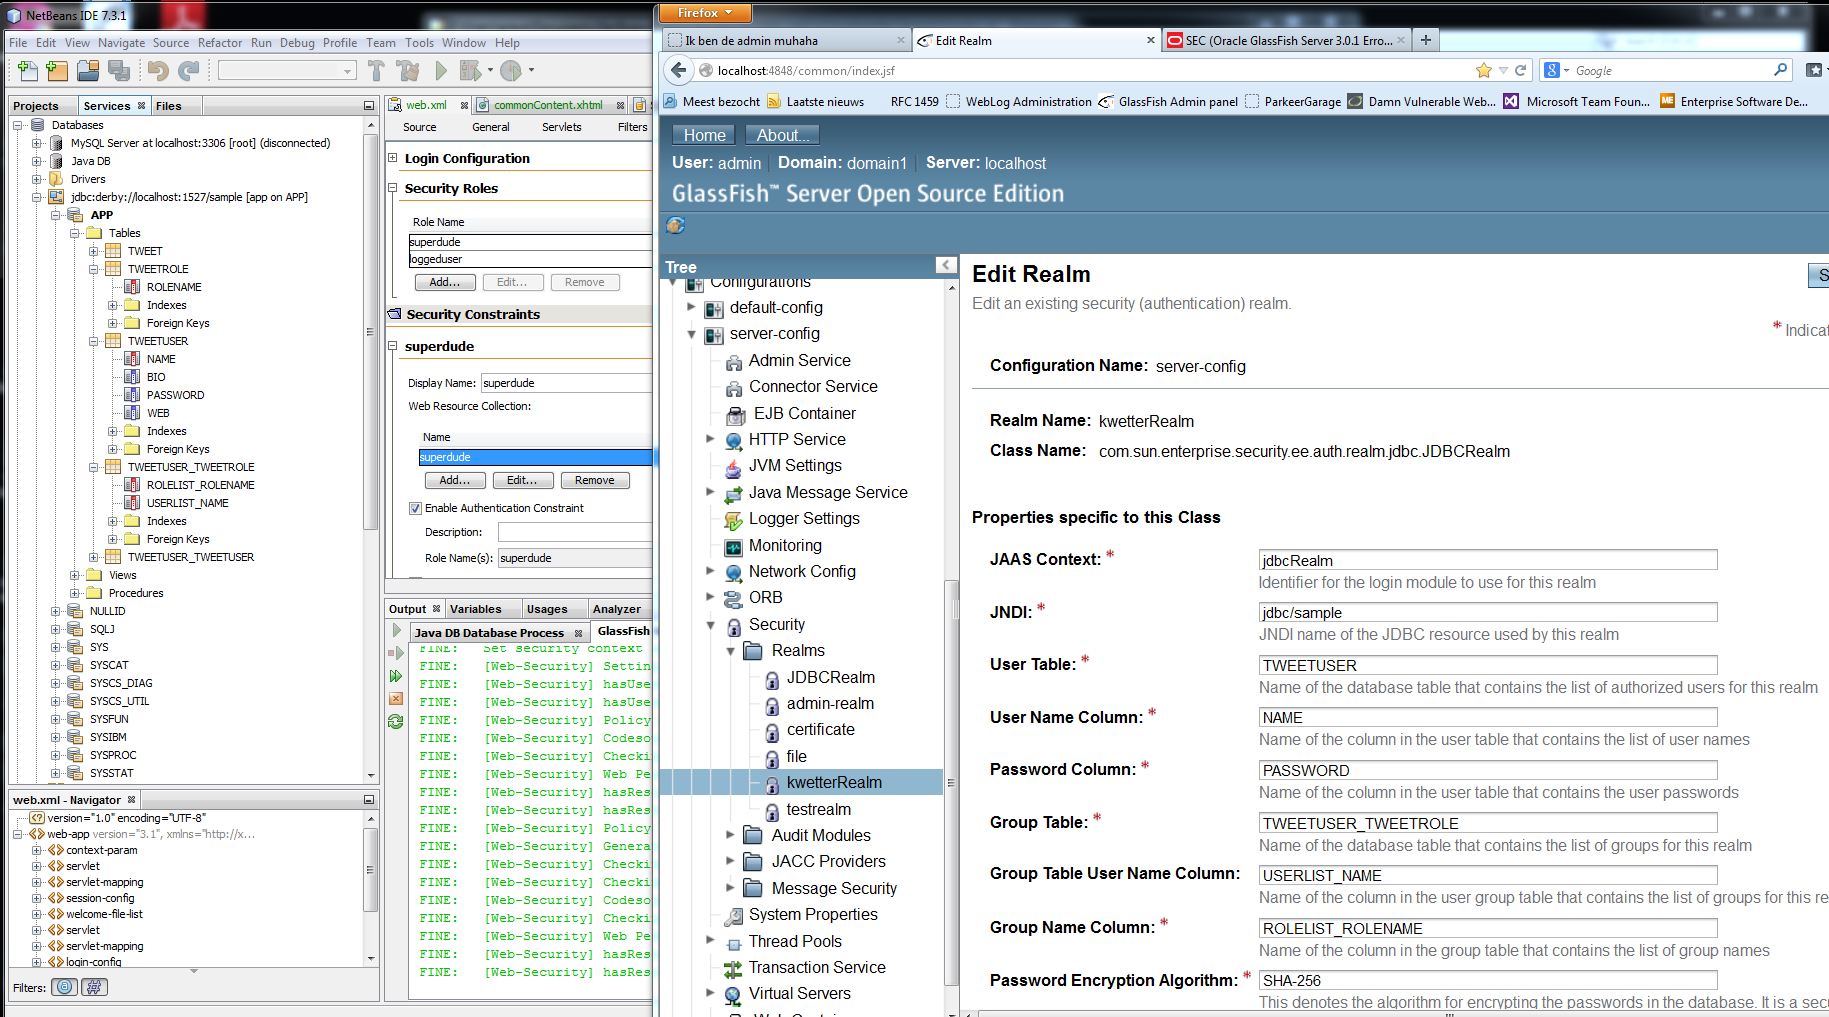 NetBeans IDE 7.3.1
File Edit View Navigate Source Refactor Run Debug Profile Team Tools Window Help
Projects Services Files
Databases
MySQL Server at localhost:3306 [root] (disconnected)
Java DB
Drivers
jdbc:derby://localhost:1527/sample [app on APP]
APP
Tables
TWEET
TWEETROLE
ROLENAME
Indexes
Foreign Keys
TWEETUSER
NAME
BIO
PASSWORD
WEB
Indexes
Foreign Keys
TWEETUSER_TWEETROLE
ROLELIST_ROLENAME
USERLIST_NAME
Indexes
Foreign Keys
TWEETUSER_TWEETUSER
Views
Procedures
NULLID
SQLJ
SYS
SYSCAT
SYSCS_DIAG
SYSCS_UTIL
SYSFUN
SYSIBM
SYSPROC
SYSSTAT
web.xml - Navigator
version="1.0" encoding="UTF-8"
web-app version="3.1", xmlns="http://x...
context-param
servlet
servlet-mapping
session-config
welcome-file-list
servlet
servlet-mapping
login-config
Filters:
web.xml commonContent.xhtml
Source General Servlets Filters
Login Configuration
Security Roles
Role Name
superdude
loggeduser
Add... Edit... Remove
Security Constraints
superdude
Display Name: superdude
Web Resource Collection:
Name
superdude
Add... Edit... Remove
Enable Authentication Constraint
Description:
Role Name(s): superdude
Output Variables Usages Analyzer
Java DB Database Process GlassFish
FINE: Set security context
FINE: [Web-Security] Settin
FINE: [Web-Security] hasUse
FINE: [Web-Security] hasUse
FINE: [Web-Security] Policy
FINE: [Web-Security] Codeso
FINE: [Web-Security] Checki
FINE: [Web-Security] Web Pe
FINE: [Web-Security] hasRes
FINE: [Web-Security] hasRes
FINE: [Web-Security] Policy
FINE: [Web-Security] Genera
FINE: [Web-Security] Checki
FINE: [Web-Security] Checki
FINE: [Web-Security] Codeso
FINE: [Web-Security] Checki
FINE: [Web-Security] Web Pe
FINE: [Web-Security] hasRes
FINE: [Web-Security] hasRes
Firefox
Ik ben de admin muhaha Edit Realm SEC (Oracle GlassFish Server 3.0.1 Erro...
localhost:4848/common/index.jsf Google
Meest bezocht Laatste nieuws RFC 1459 WebLog Administration GlassFish Admin panel ParkeerGarage Damn Vulnerable Web... Microsoft Team Foun... Enterprise Software De...
Home About...
User: admin Domain: domain1 Server: localhost
GlassFish™ Server Open Source Edition
Tree
Configurations
default-config
server-config
Admin Service
Connector Service
EJB Container
HTTP Service
JVM Settings
Java Message Service
Logger Settings
Monitoring
Network Config
ORB
Security
Realms
JDBCRealm
admin-realm
certificate
file
kwetterRealm
testrealm
Audit Modules
JACC Providers
Message Security
System Properties
Thread Pools
Transaction Service
Virtual Servers
Edit Realm
S
Edit an existing security (authentication) realm.
* Indicat
Configuration Name: server-config
Realm Name: kwetterRealm
Class Name: com.sun.enterprise.security.ee.auth.realm.jdbc.JDBCRealm
Properties specific to this Class
JAAS Context: * jdbcRealm
Identifier for the login module to use for this realm
JNDI: * jdbc/sample
JNDI name of the JDBC resource used by this realm
User Table: * TWEETUSER
Name of the database table that contains the list of authorized users for this realm
User Name Column: * NAME
Name of the column in the user table that contains the list of user names
Password Column: * PASSWORD
Name of the column in the user table that contains the user passwords
Group Table: * TWEETUSER_TWEETROLE
Name of the database table that contains the list of groups for this realm
Group Table User Name Column: USERLIST_NAME
Name of the column in the user group table that contains the list of groups for this re
Group Name Column: * ROLELIST_ROLENAME
Name of the column in the group table that contains the list of group names
Password Encryption Algorithm: * SHA-256
This denotes the algorithm for encrypting the passwords in the database. It is a secu